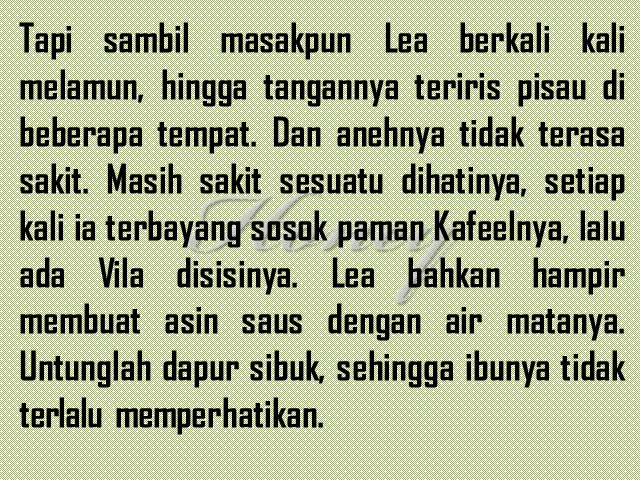 Tapi sambil masakpun Lea berkali kali
melamun, hingga tangannya teriris pisau di
beberapa tempat. Dan anehnya tidak terasa
sakit. Masih sakit sesuatu dihatinya, setiap
kali ia terbayang sosok paman Kafeelnya, lalu
ada Vila disisinya. Lea bahkan hampir
membuat asin saus dengan air matanya.
Untunglah dapur sibuk, sehingga ibunya tidak
terlalu memperhatikan.